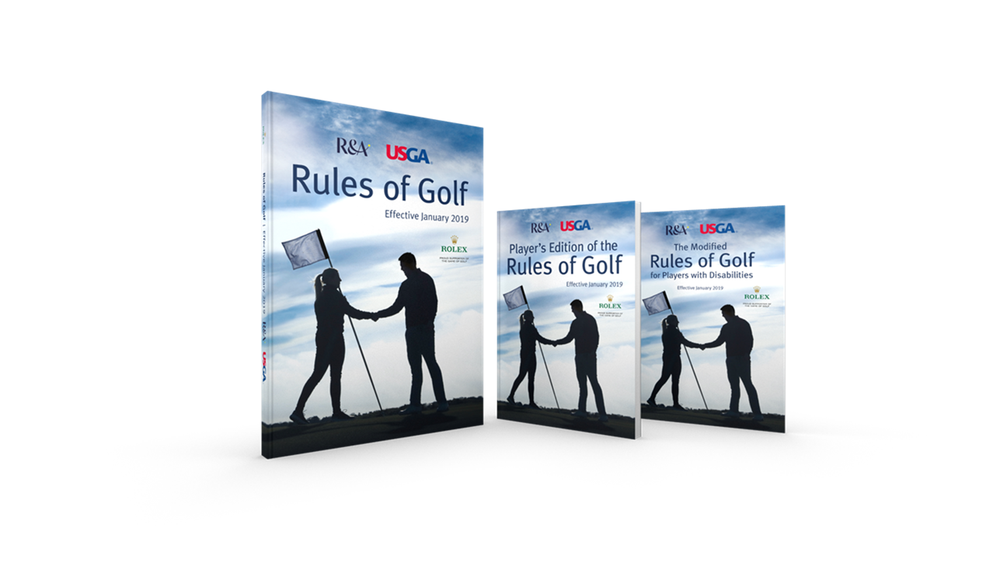 R&A USGA
Rules of Golf
Effective January 2019
ROLEX
PROUD SUPPORTER OF
THE GAME OF GOLF
Rules of Golf | Effective January 2019 R&A USGA
R&A USGA
Player's Edition of the
Rules of Golf
Effective January 2019
ROLEX
PROUD SUPPORTER OF
THE GAME OF GOLF
R&A USGA
The Modified
Rules of Golf
for Players with Disabilities
Effective January 2019
ROLEX
PROUD SUPPORTER OF
THE GAME OF GOLF